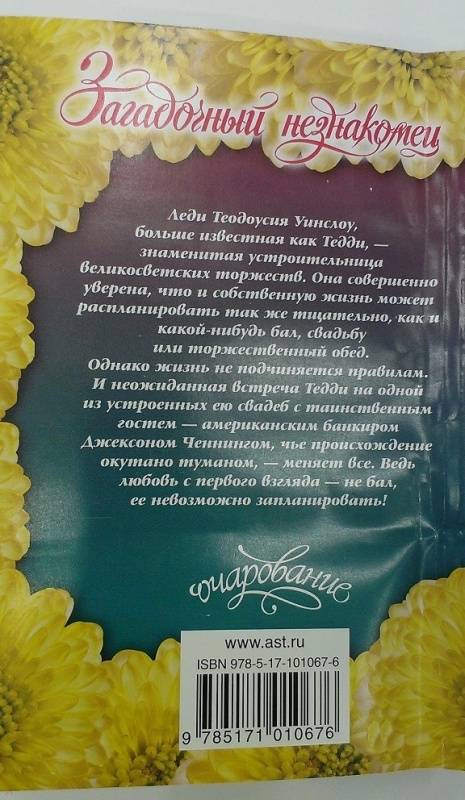 Загадочный незнакомец
Леди Теодоусия Уинслоу,
больше известная как Тедди, —
знаменитая устроительница
великосветских торжеств. Она совершенно
уверена, что и собственную жизнь может
распланировать так же тщательно, как и
какой-нибудь бал, свадьбу
или торжественный обед.
Однако жизнь не подчиняется правилам.
И неожиданная встреча Тедди на одной
из устроенных ею свадеб с таинственным
гостем — американским банкиром
Джексоном Ченнингом, чье происхождение
окутано туманом, — меняет все. Ведь
любовь с первого взгляда — не бал,
ее невозможно запланировать!
очарование
www.ast.ru
ISBN 978-5-17-101067-6
9 785171 010676